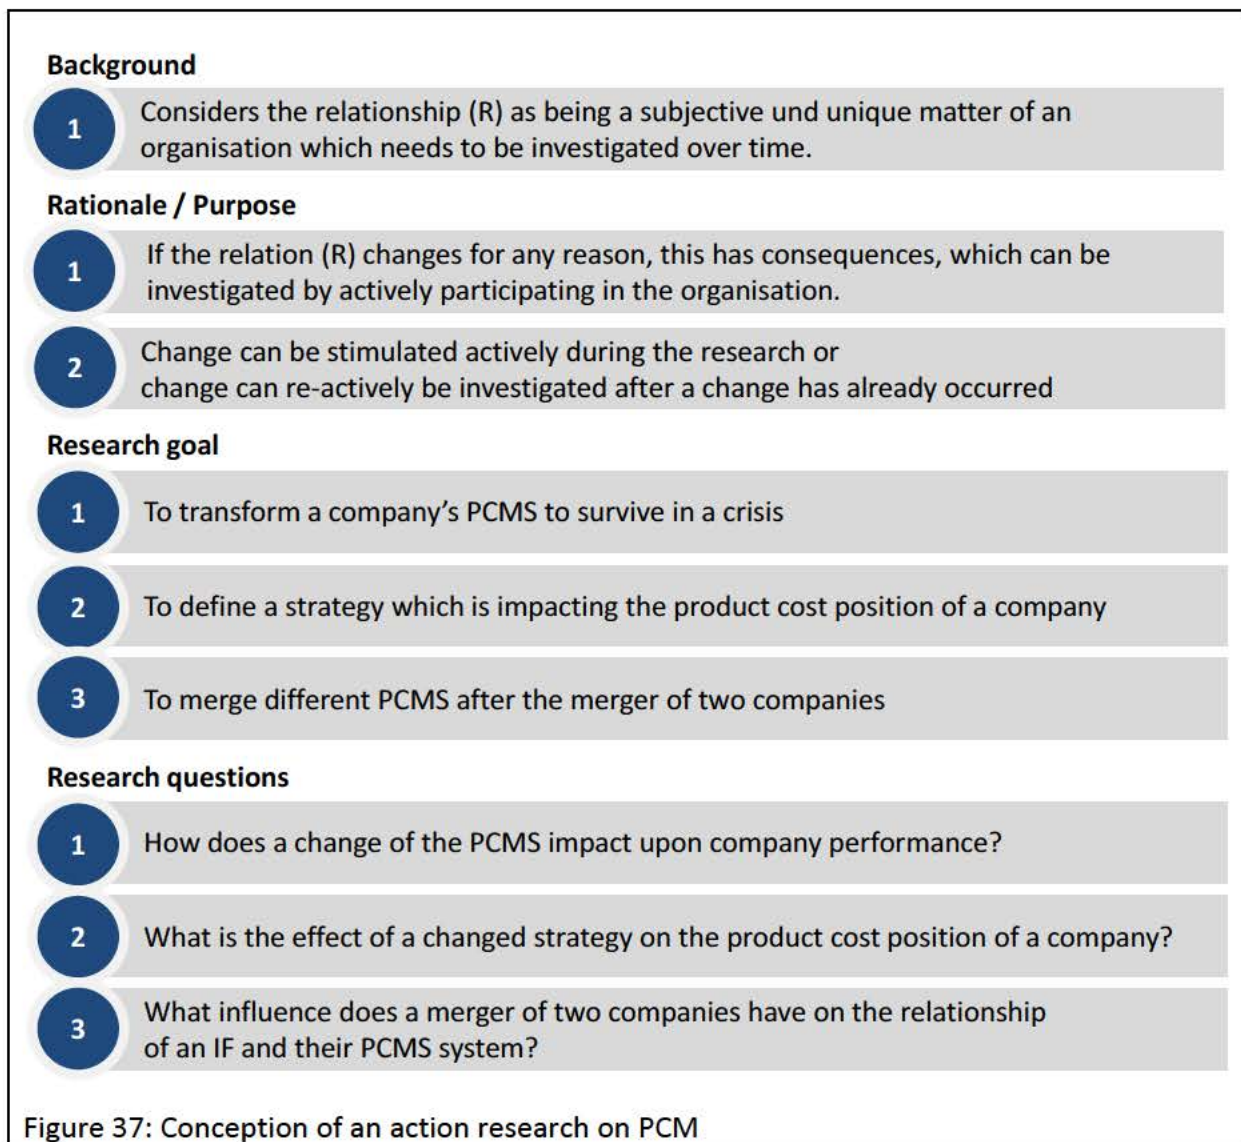 Background
1
Considers the relationship (R) as being a subjective und unique matter of an
organisation which needs to be investigated over time.
Rationale / Purpose
1
If the relation (R) changes for any reason, this has consequences, which can be
investigated by actively participating in the organisation.
2
Change can be stimulated actively during the research or
change can re-actively be investigated after a change has already occurred
Research goal
1
To transform a company’s PCMS to survive in a crisis
2
To define a strategy which is impacting the product cost position of a company
3
To merge different PCMS after the merger of two companies
Research questions
1
How does a change of the PCMS impact upon company performance?
2
What is the effect of a changed strategy on the product cost position of a company?
3
What influence does a merger of two companies have on the relationship
of an IF and their PCMS system?
Figure 37: Conception of an action research on PCM